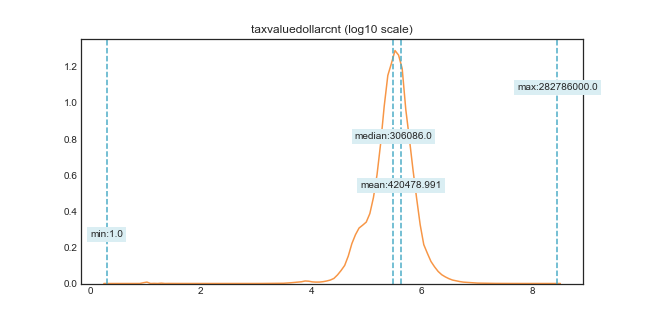 taxvaluedollarcnt (log10 scale)
1.2
1.0
max:282786000.0
0.8
median:306086.0
0.6
mean:420478.991
0.4
min:1.0
0.2
0.0
0 2 4 6 8